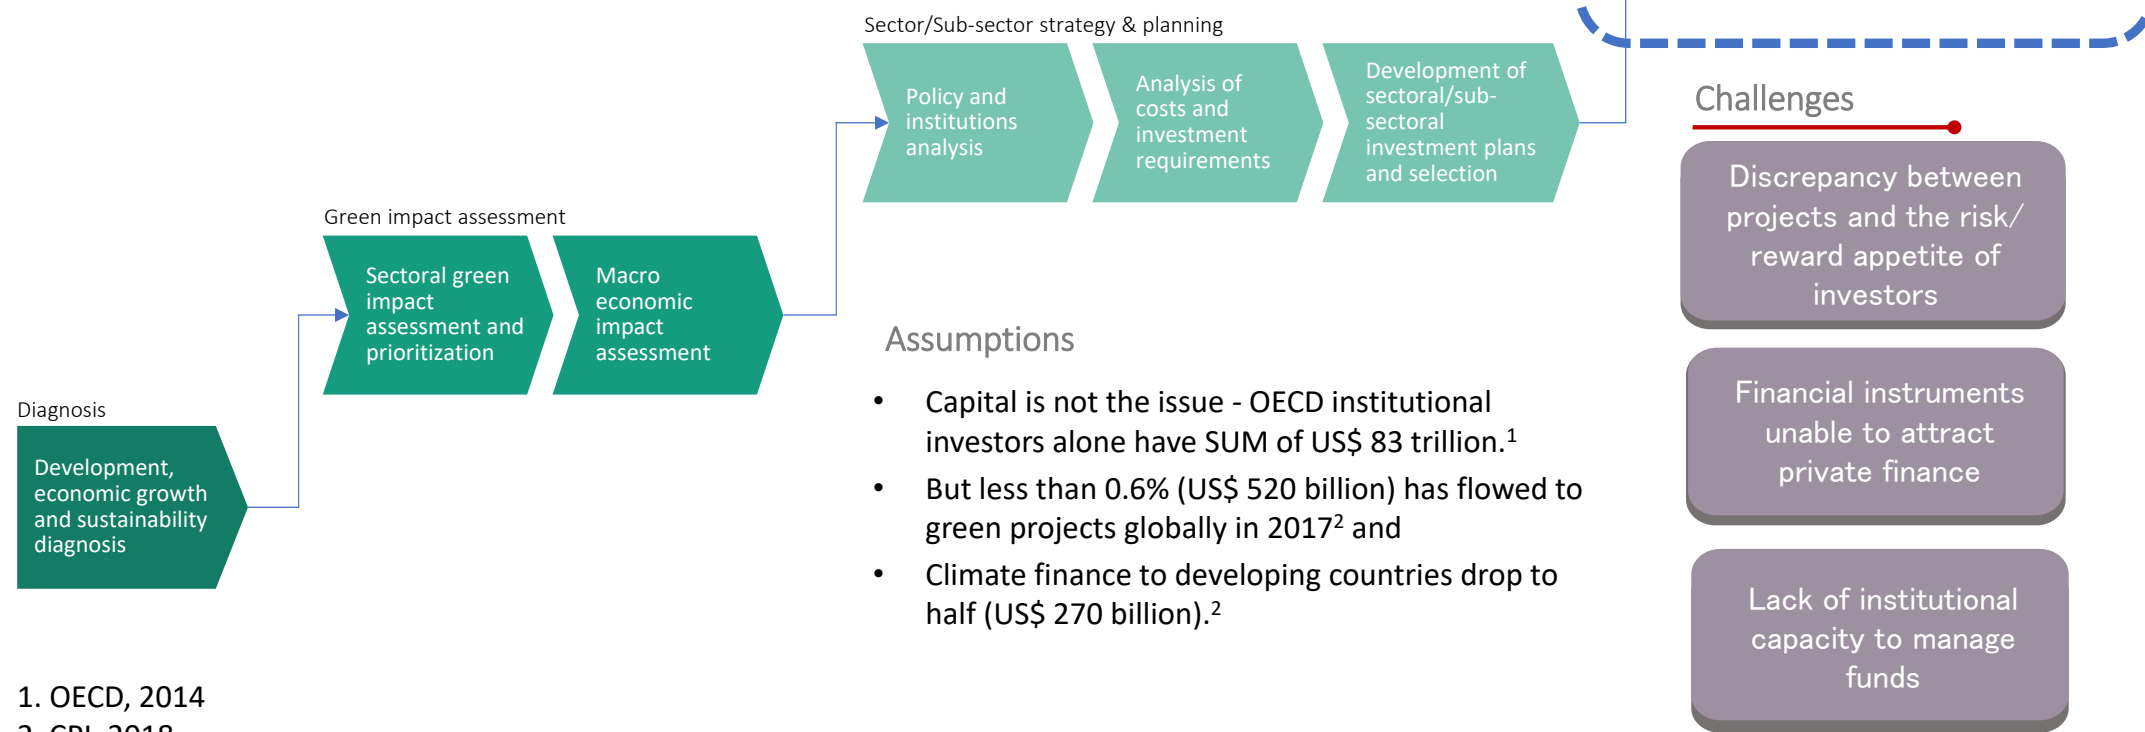 Sector/Sub-sector strategy & planning
Policy and
institutions
analysis
Analysis of
costs and
investment
requirements
Development of
sectoral/sub-
sectoral
investment plans
and selection
Green impact assessment
Sectoral green
impact
assessment and
prioritization
Macro
economic
impact
assessment
Diagnosis
Development,
economic growth
and sustainability
diagnosis
Assumptions
• Capital is not the issue - OECD institutional
investors alone have SUM of US$ 83 trillion.1
• But less than 0.6% (US$ 520 billion) has flowed to
green projects globally in 2017² and
• Climate finance to developing countries drop to
half (US$ 270 billion).²
Challenges
Discrepancy between
projects and the risk/
reward appetite of
investors
Financial instruments
unable to attract
private finance
Lack of institutional
capacity to manage
funds
1. OECD, 2014
2. CPI, 2018